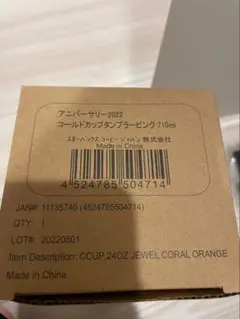 アニバーサリー2022
コールドカップタンブラーピンク 710ml
スターバックス コーヒー ジャパン 株式会社
Made in China
4 524785 504714
JAN#: 11135740 (4524785504714)
QTY: 1
LOT#: 20220501
Item Description: CCUP 24OZ JEWEL CORAL ORANGE
Made in China